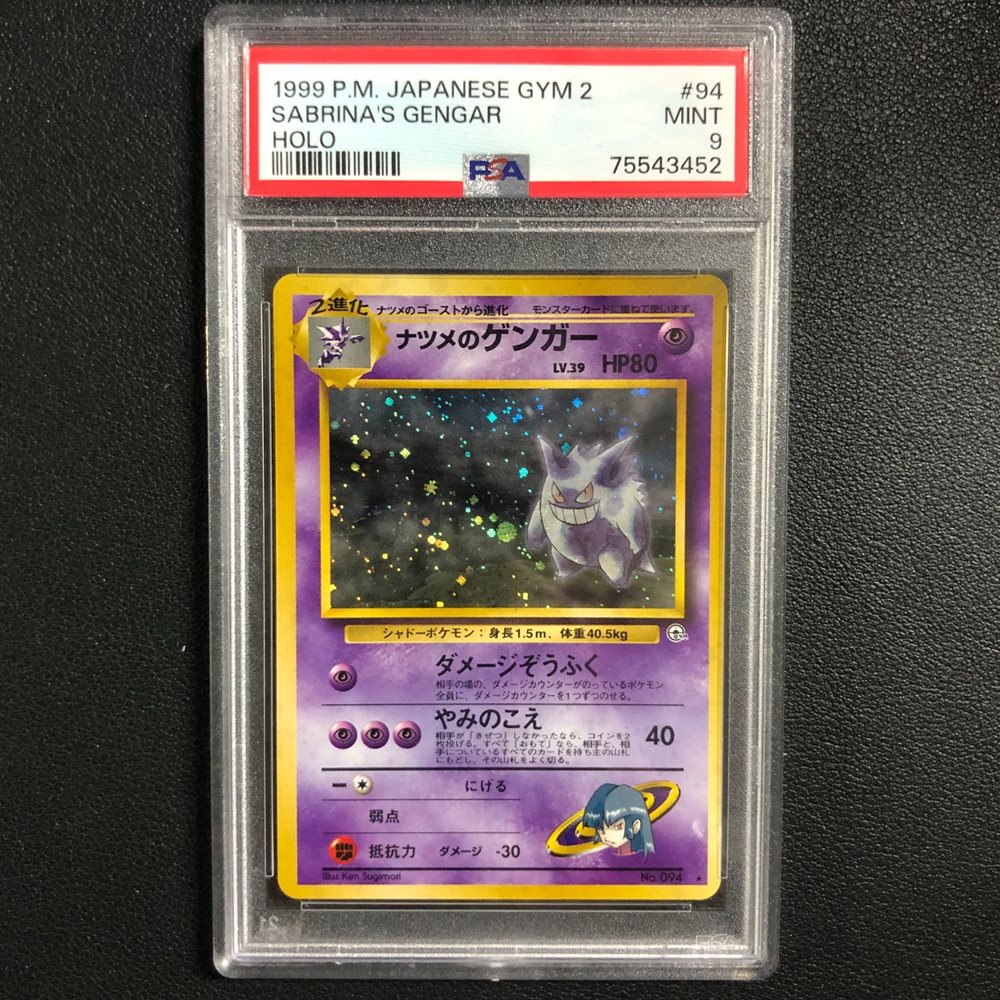 1999 P.M. JAPANESE GYM 2 #94
SABRINA'S GENGAR MINT
HOLO 9
PSA 75543452
2進化 ナツメのゴーストから進化 モンスターカードに重ねて使います
ナツメのゲンガー
LV.39 HP80
シャドーポケモン：身長1.5m、体重40.5kg
ダメージぞうふく
相手の場の、ダメージカウンターがのっているポケモン
全員に、ダメージカウンターを1つずつのせる。
やみのこえ 40
相手が「きぜつ」しなかったなら、コインを2
枚投げる。すべて「おもて」なら、相手と、相
手についているすべてのカードを持ち主の山札
にもどし、その山札をよく切る。
にげる
弱点
抵抗力 ダメージ -30
Illus Ken Sugimori No. 094 ★